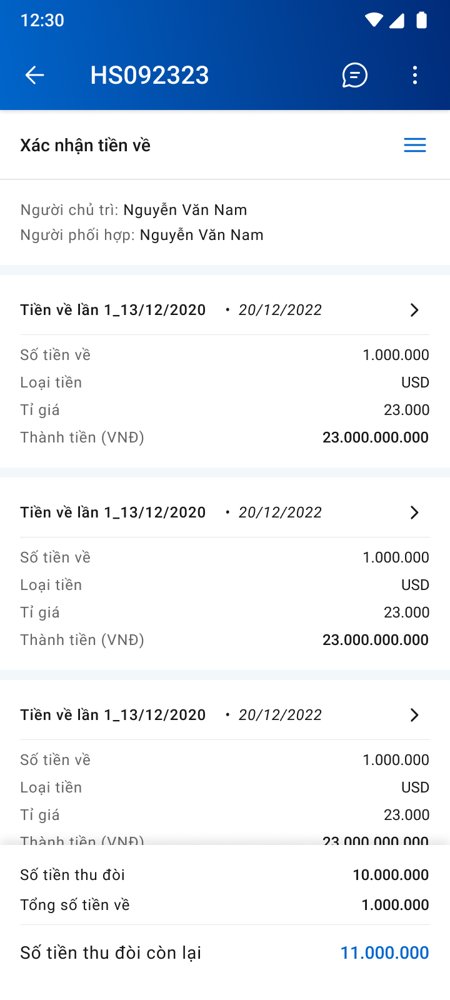 12:30
HS092323
Xác nhận tiền về
Người chủ trì: Nguyễn Văn Nam
Người phối hợp: Nguyễn Văn Nam
Tiền về lần 1_13/12/2020 • 20/12/2022
Số tiền về 1.000.000
Loại tiền USD
Tỉ giá 23.000
Thành tiền (VNĐ) 23.000.000.000
Tiền về lần 1_13/12/2020 • 20/12/2022
Số tiền về 1.000.000
Loại tiền USD
Tỉ giá 23.000
Thành tiền (VNĐ) 23.000.000.000
Tiền về lần 1_13/12/2020 • 20/12/2022
Số tiền về 1.000.000
Loại tiền USD
Tỉ giá 23.000
Thành tiền (VNĐ) 23.000.000.000
Số tiền thu đòi 10.000.000
Tổng số tiền về 1.000.000
Số tiền thu đòi còn lại 11.000.000